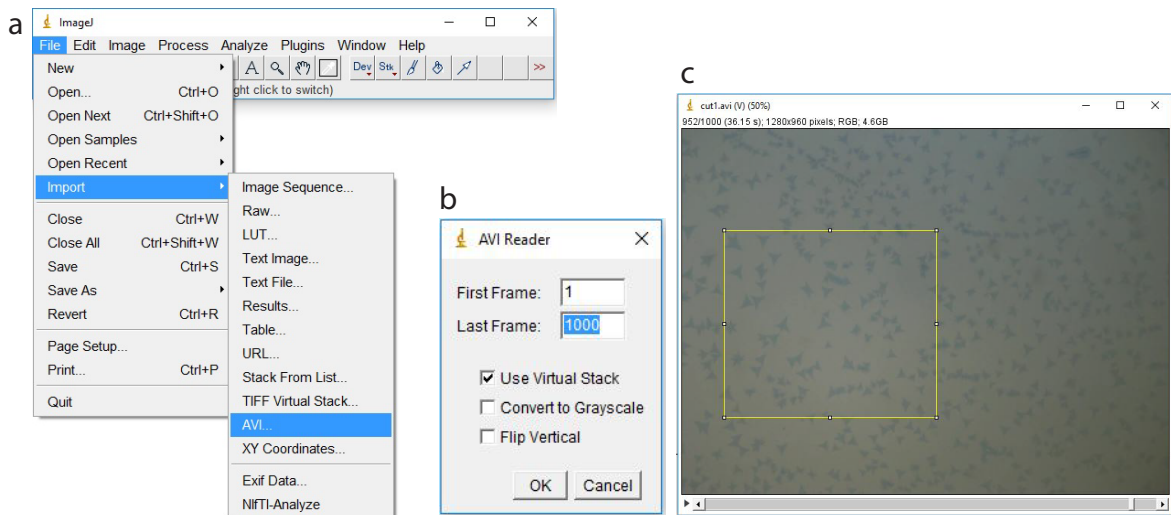 a
ImageJ
File Edit Image Process Analyze Plugins Window Help
Dev Stk >>
ght click to switch)
New
Open... Ctrl+O
Open Next Ctrl+Shift+O
Open Samples
Open Recent
Import
Close Ctrl+W
Close All Ctrl+Shift+W
Save Ctrl+S
Save As
Revert Ctrl+R
Page Setup...
Print... Ctrl+P
Quit
Image Sequence...
Raw...
LUT...
Text Image...
Text File...
Results...
Table...
URL...
Stack From List...
TIFF Virtual Stack...
AVI...
XY Coordinates...
Exif Data...
NIfTI-Analyze
b
AVI Reader
First Frame: 1
Last Frame: 1000
Use Virtual Stack
Convert to Grayscale
Flip Vertical
OK Cancel
c
cut1.avi (V) (50%)
952/1000 (36.15 s); 1280x960 pixels; RGB; 4.6GB